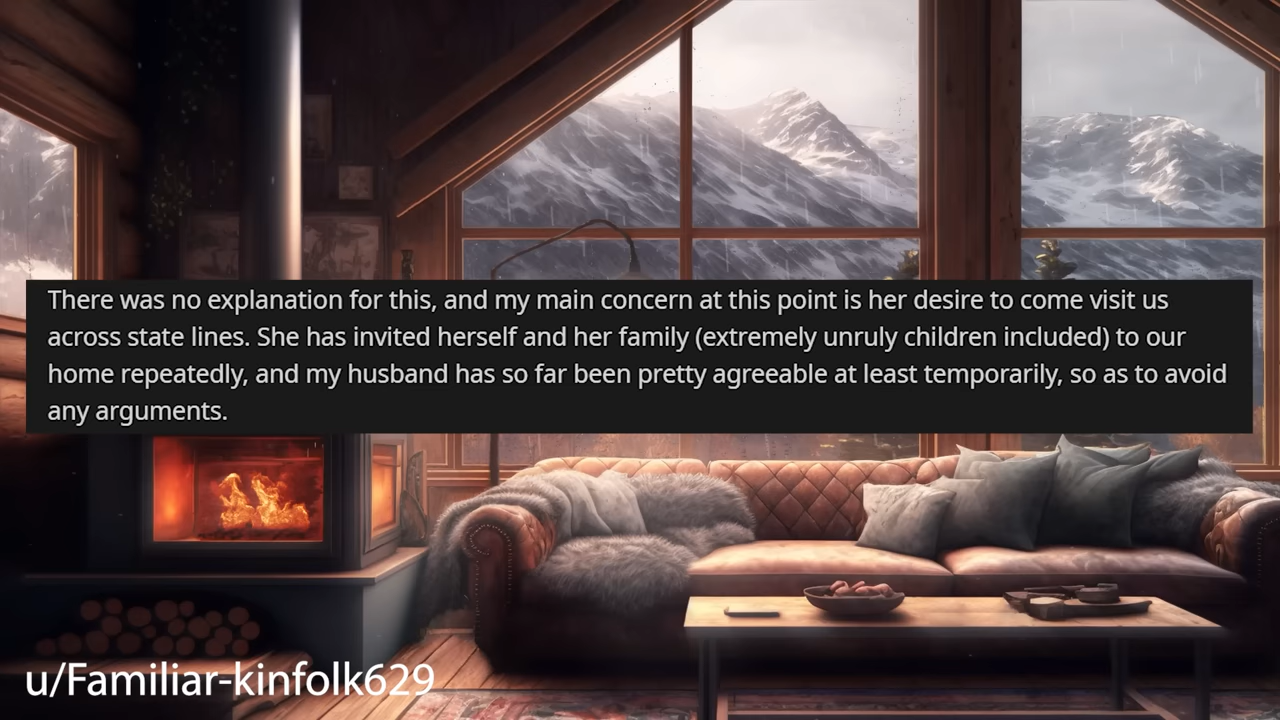 There was no explanation for this, and my main concern at this point is her desire to come visit us
across state lines. She has invited herself and her family (extremely unruly children included) to our
home repeatedly, and my husband has so far been pretty agreeable at least temporarily, so as to avoid
any arguments.
u/Familiar-kinfolk629